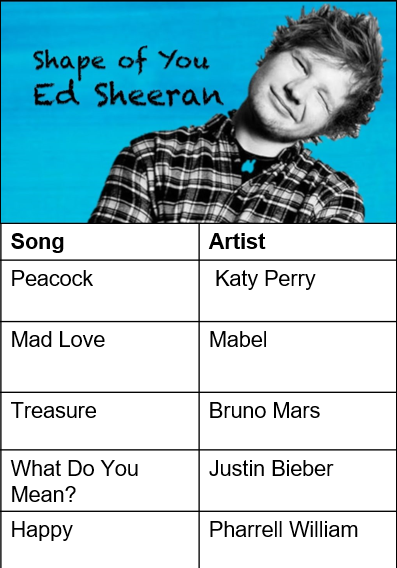 Shape of You
Ed Sheeran
Song Artist
Peacock Katy Perry
Mad Love Mabel
Treasure Bruno Mars
What Do You Justin Bieber
Mean?
Happy Pharrell William